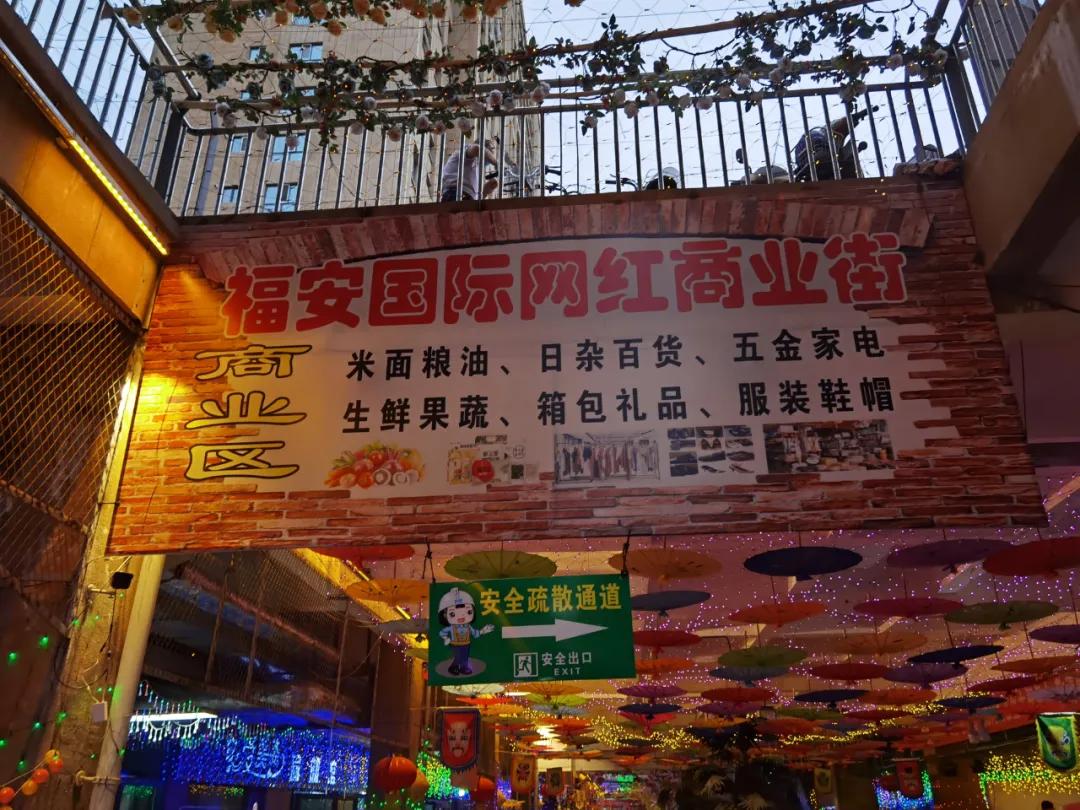 福安国际网红商业街
商业区
米面粮油、日杂百货、五金家电
生鲜果蔬、箱包礼品、服装鞋帽
安全疏散通道
安全出口
EXIT